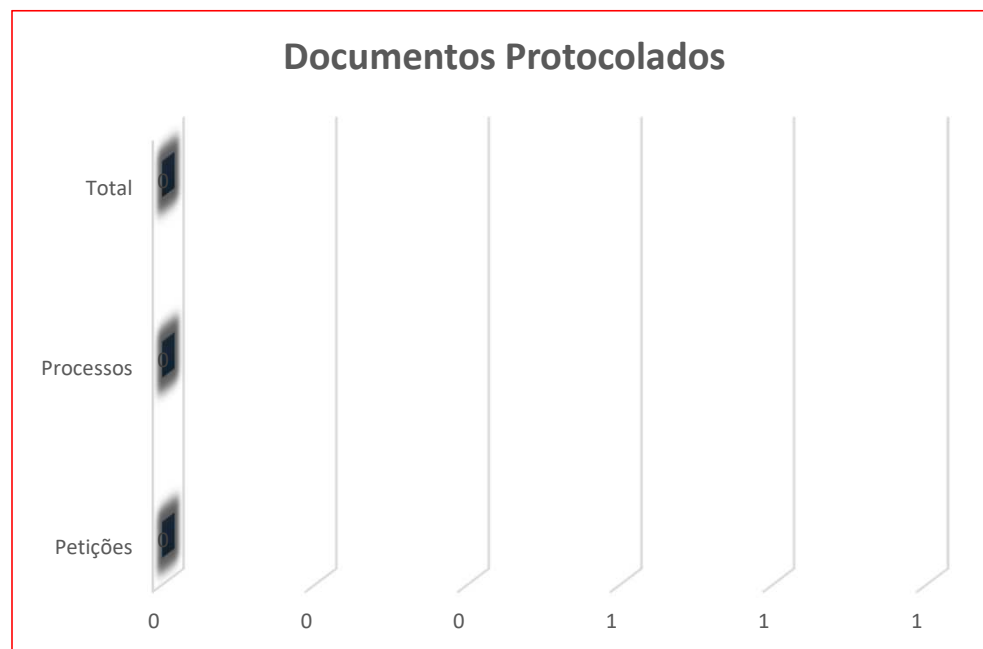 Documentos Protocolados
Total
0
Processos
0
Petições
0
0 0 0 1 1 1